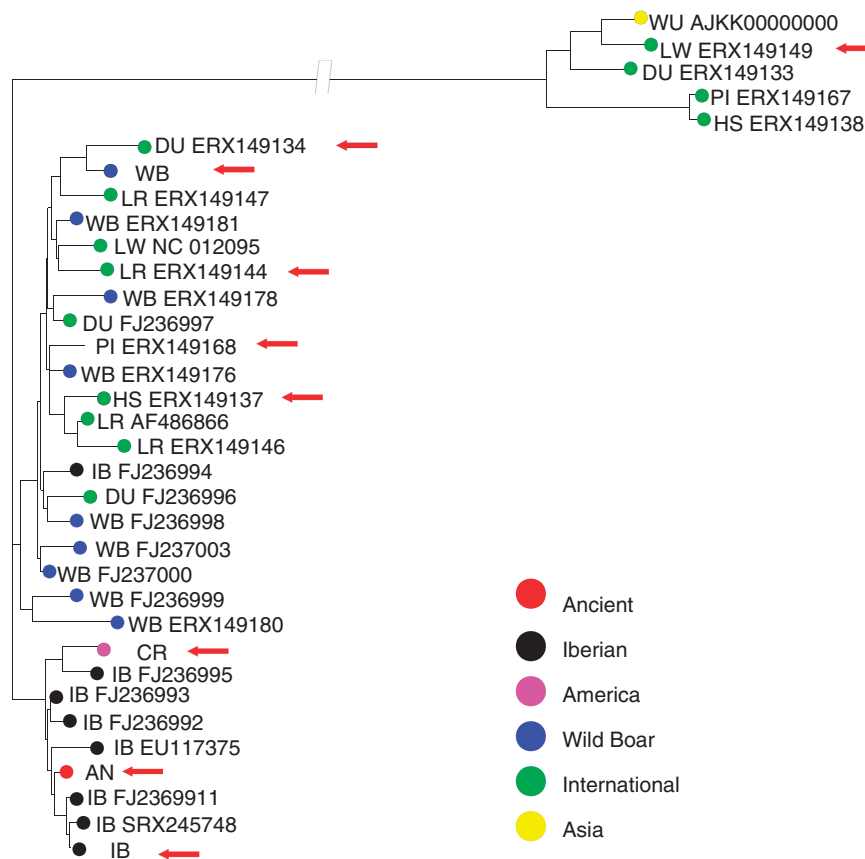 WU AJKK00000000
LW ERX149149
DU ERX149133
PI ERX149167
HS ERX149138
DU ERX149134
WB
LR ERX149147
WB ERX149181
LW NC 012095
LR ERX149144
WB ERX149178
DU FJ236997
PI ERX149168
WB ERX149176
HS ERX149137
LR AF486866
LR ERX149146
IB FJ236994
DU FJ236996
WB FJ236998
WB FJ237003
WB FJ237000
WB FJ236999
WB ERX149180
CR
IB FJ236995
IB FJ236993
IB FJ236992
IB EU117375
AN
IB FJ2369911
IB SRX245748
IB
Ancient
Iberian
America
Wild Boar
International
Asia